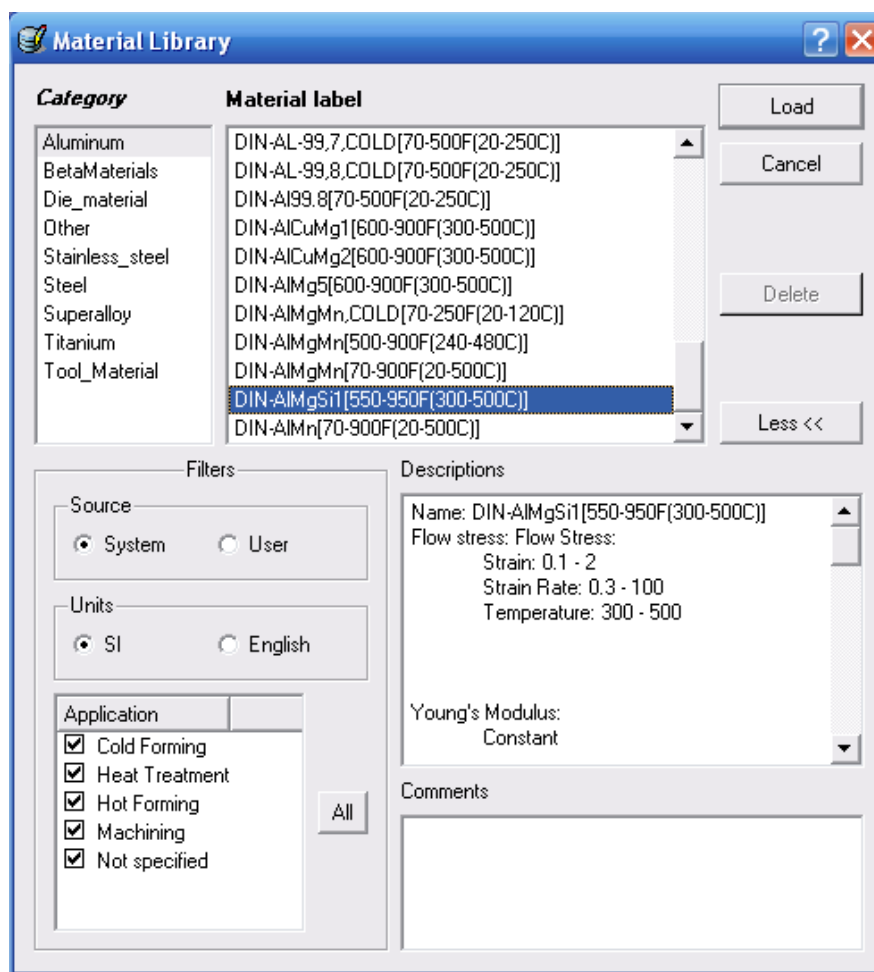 Material Library
Category
Material label
Load
Cancel
Delete
Less <<
Aluminum
BetaMaterials
Die_material
Other
Stainless_steel
Steel
Superalloy
Titanium
Tool_Material
DIN-AL-99,7,COLD[70-500F(20-250C)]
DIN-AL-99,8,COLD[70-500F(20-250C)]
DIN-Al99.8[70-500F(20-250C)]
DIN-AlCuMg1[600-900F(300-500C)]
DIN-AlCuMg2[600-900F(300-500C)]
DIN-AlMg5[600-900F(300-500C)]
DIN-AlMgMn,COLD[70-250F(20-120C)]
DIN-AlMgMn[500-900F(240-480C)]
DIN-AlMgMn[70-900F(20-500C)]
DIN-AlMgSi1[550-950F(300-500C)]
DIN-AlMn[70-900F(20-500C)]
Filters
Source
System
User
Units
SI
English
Application
Cold Forming
Heat Treatment
Hot Forming
Machining
Not specified
All
Descriptions
Name: DIN-AlMgSi1[550-950F(300-500C)]
Flow stress: Flow Stress:
Strain: 0.1 - 2
Strain Rate: 0.3 - 100
Temperature: 300 - 500
Young's Modulus:
Constant
Comments